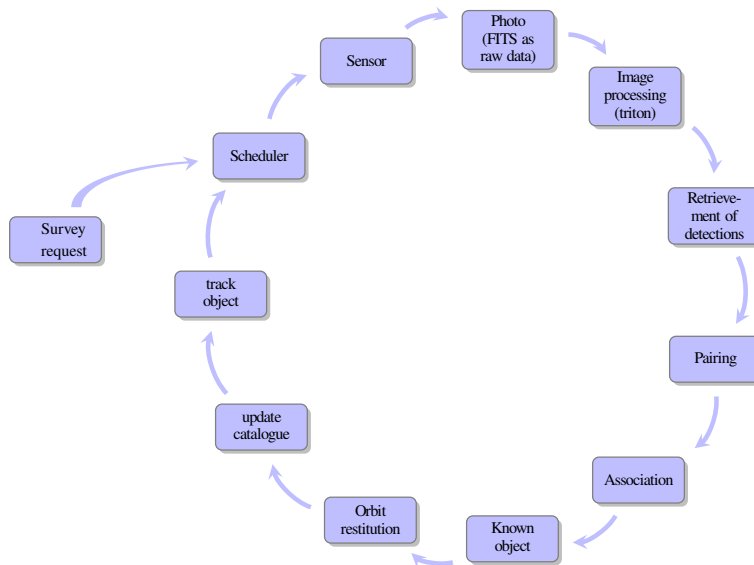 Photo
(FITS as
raw data)
Sensor
Image
processing
(triton)
Scheduler
Retrieve-
ment of
detections
Survey
request
track
object
Pairing
update
catalogue
Association
Orbit
restitution
Known
object